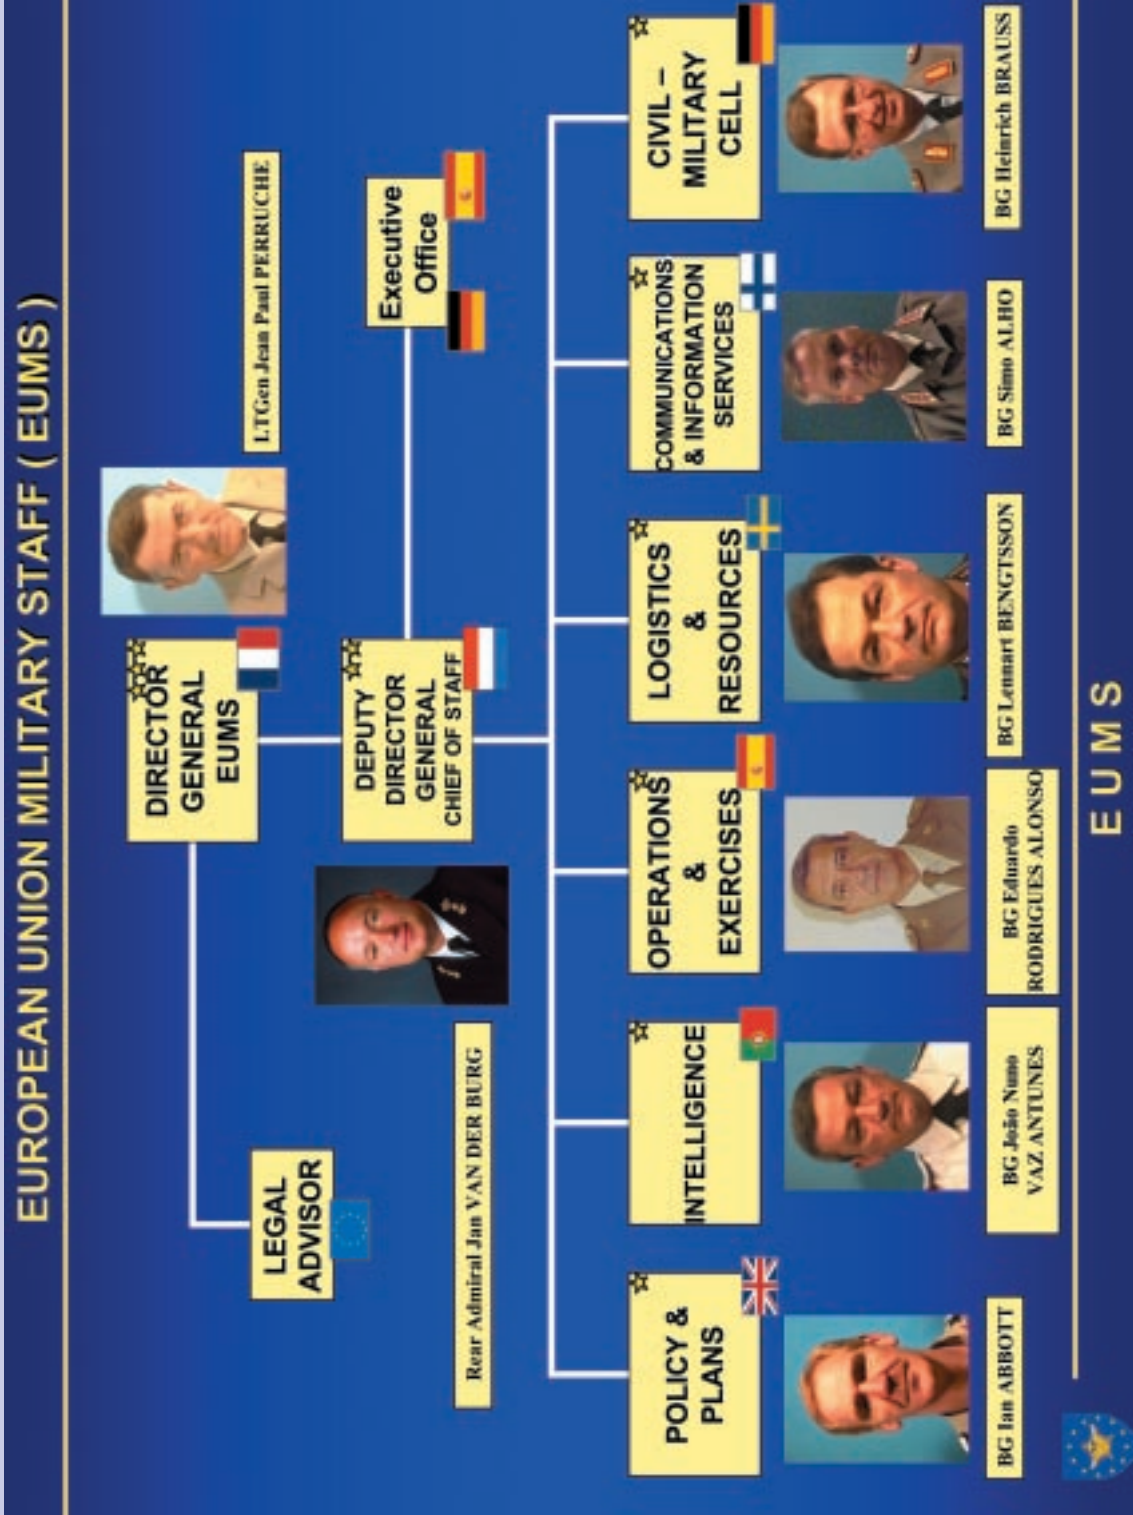 EUROPEAN UNION MILITARY STAFF ( EUMS )
LTGen Jean Paul PERRUCHE
DIRECTOR
GENERAL
EUMS
LEGAL
ADVISOR
Executive
Office
DEPUTY
DIRECTOR
GENERAL
CHIEF OF STAFF
Rear Admiral Jan VAN DER BURG
POLICY &
PLANS
INTELLIGENCE
OPERATIONS
&
EXERCISES
LOGISTICS
&
RESOURCES
COMMUNICATIONS
& INFORMATION
SERVICES
CIVIL –
MILITARY
CELL
BG Ian ABBOTT
BG João Nuno
VAZ ANTUNES
BG Eduardo
RODRIGUES ALONSO
BG Lennart BENGTSSON
BG Simo ALHO
BG Heinrich BRAUSS
E U M S